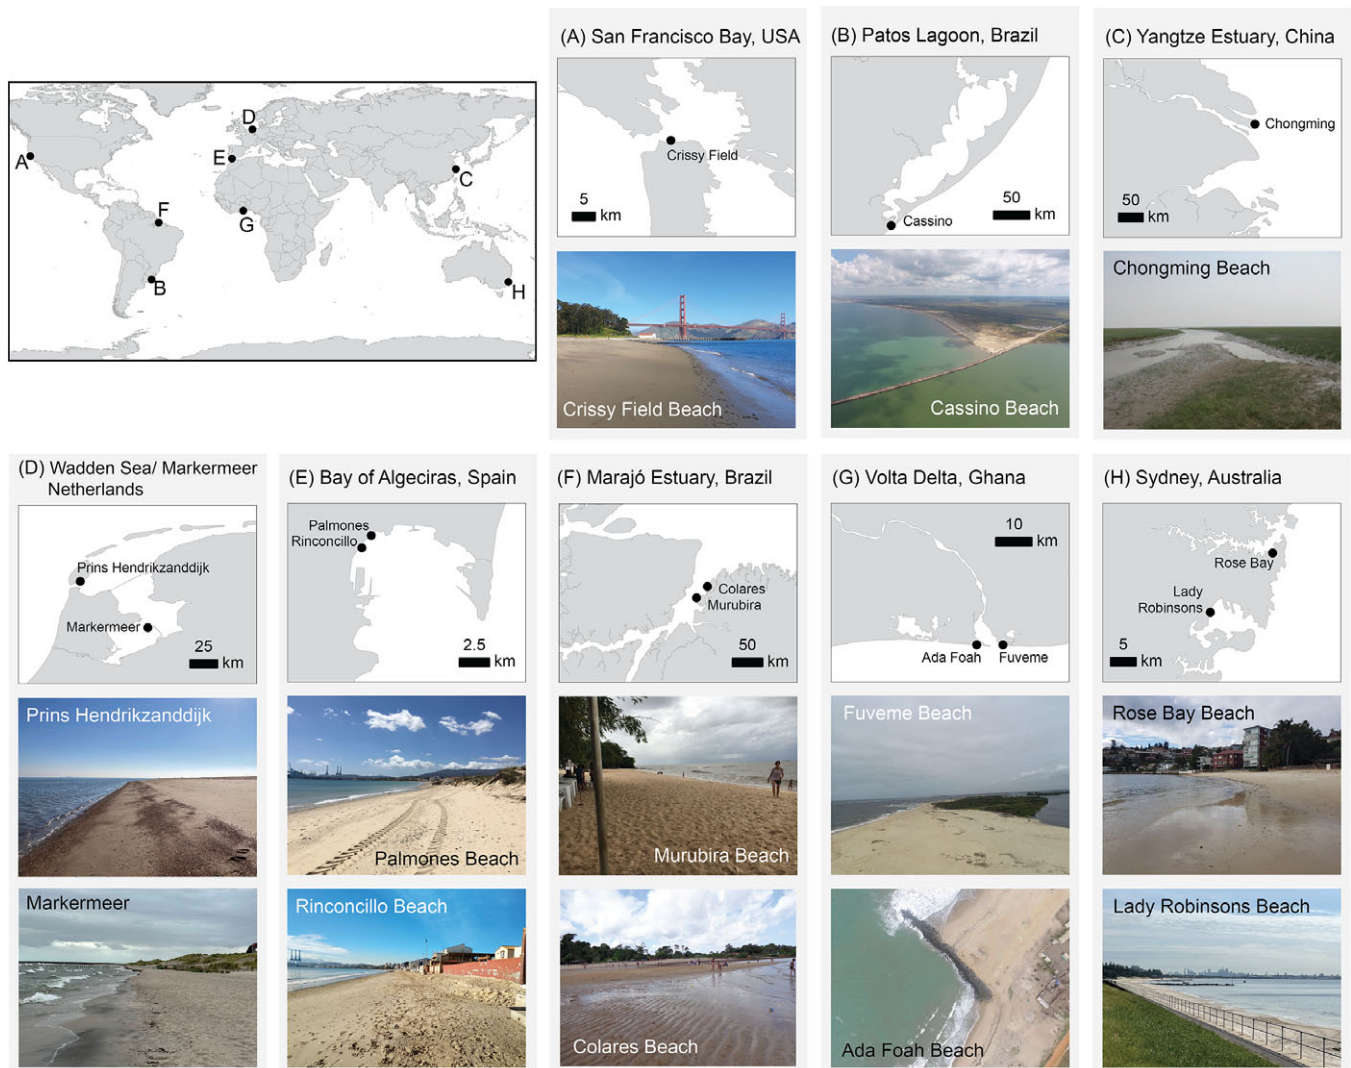 A
B
C
D
E
F
G
H
(A) San Francisco Bay, USA
Crissy Field
5
km
Crissy Field Beach
(B) Patos Lagoon, Brazil
50
km
Cassino
Cassino Beach
(C) Yangtze Estuary, China
Chongming
50
km
Chongming Beach
(D) Wadden Sea/ Markermeer
Netherlands
Prins Hendrikzanddijk
Markermeer
25
km
Prins Hendrikzanddijk
Markermeer
(E) Bay of Algeciras, Spain
Palmones
Rinconcillo
2.5
km
Palmones Beach
Rinconcillo Beach
(F) Marajó Estuary, Brazil
Colares
Murubira
50
km
Murubira Beach
Colares Beach
(G) Volta Delta, Ghana
10
km
Ada Foah
Fuveme
Fuveme Beach
Ada Foah Beach
(H) Sydney, Australia
Rose Bay
Lady
Robinsons
5
km
Rose Bay Beach
Lady Robinsons Beach